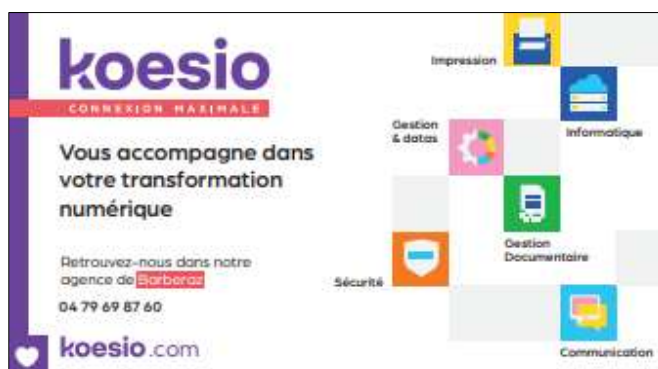 koesio
CONNEXION MAXIMALE
Vous accompagne dans
votre transformation
numérique
Retrouvez-nous dans notre
agence de Barberaz
04 79 69 87 60
koesio.com
Impression
Informatique
Gestion
& datas
Gestion
Documentaire
Sécurité
Communication